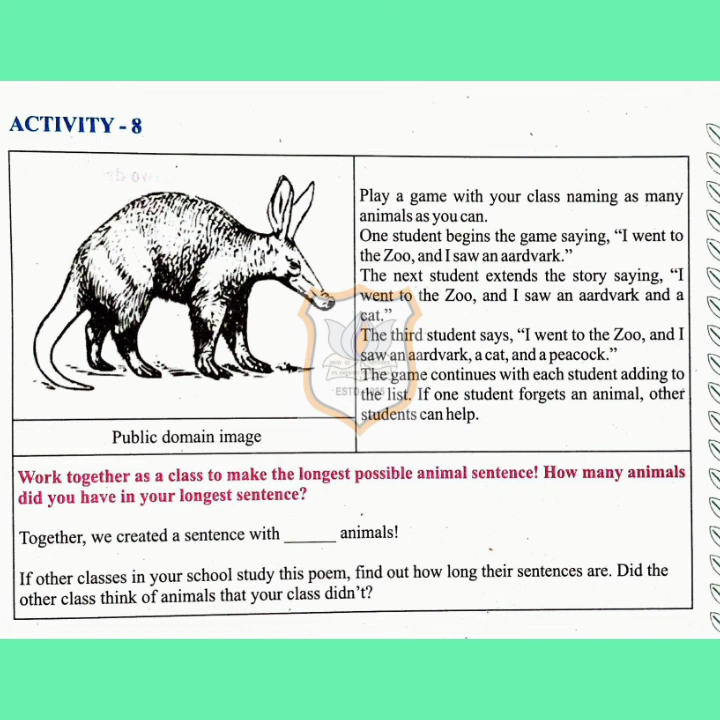 ACTIVITY - 8
Play a game with your class naming as many
animals as you can.
One student begins the game saying, “I went to
the Zoo, and I saw an aardvark.”
The next student extends the story saying, “I
went to the Zoo, and I saw an aardvark and a
cat.”
The third student says, “I went to the Zoo, and I
saw an aardvark, a cat, and a peacock.”
The game continues with each student adding to
the list. If one student forgets an animal, other
students can help.
Public domain image
Work together as a class to make the longest possible animal sentence! How many animals
did you have in your longest sentence?
Together, we created a sentence with ______ animals!
If other classes in your school study this poem, find out how long their sentences are. Did the
other class think of animals that your class didn’t?